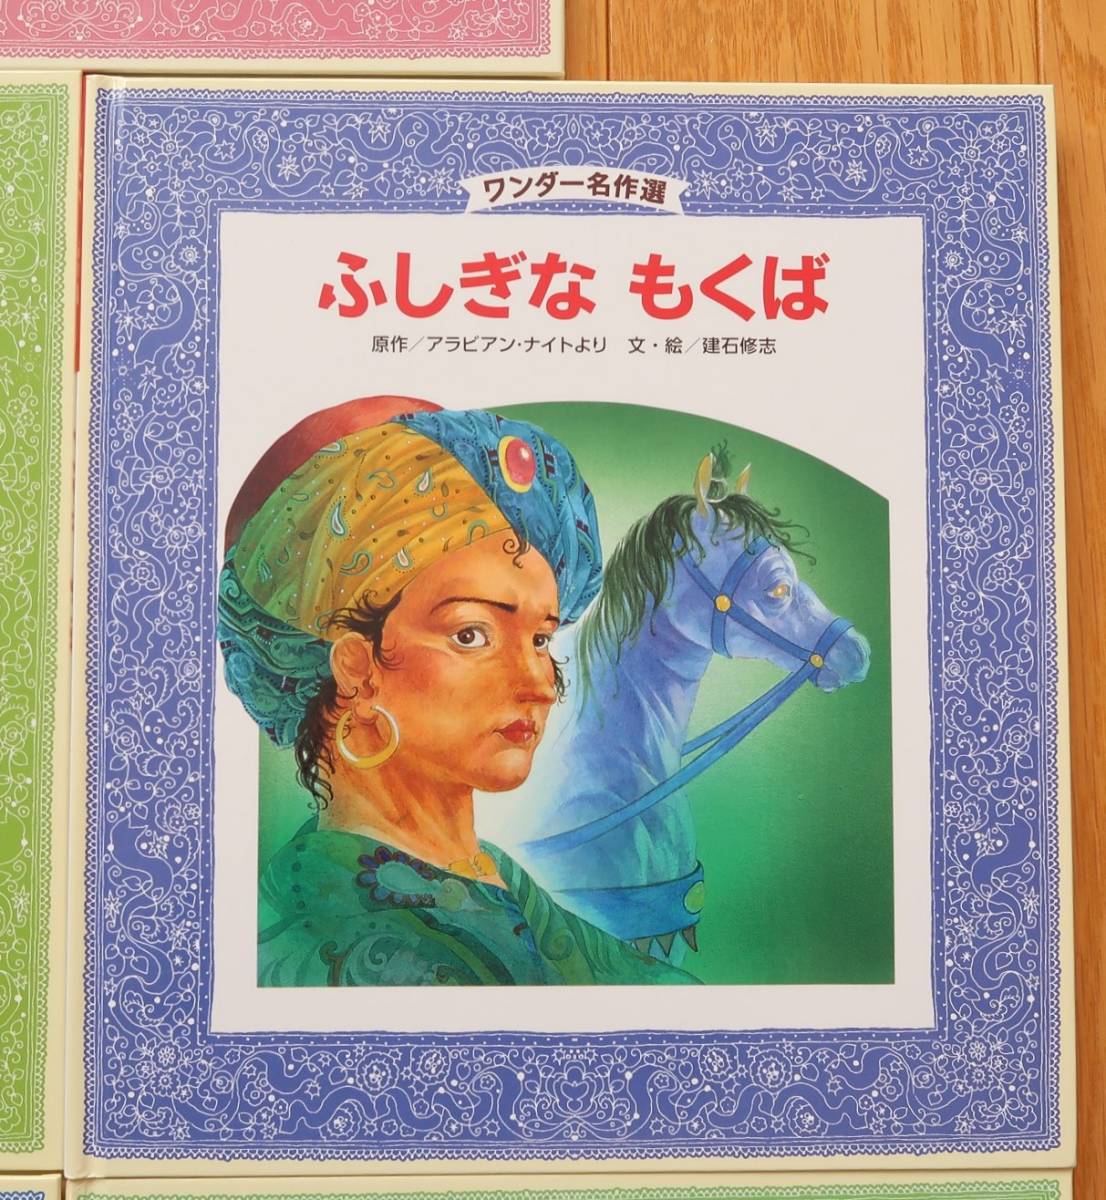 ワンダー名作選
ふしぎな もくば
原作／アラビアン・ナイトより 文・絵／建石修志